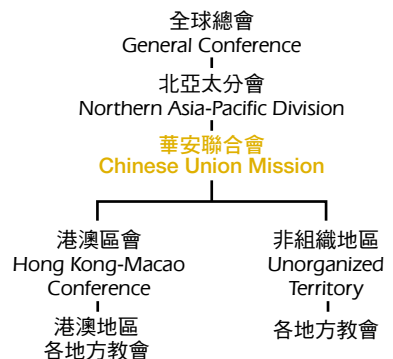 全球總會
General Conference
北亞太分會
Northern Asia-Pacific Division
華安聯合會
Chinese Union Mission
港澳區會
Hong Kong-Macao
Conference
港澳地區
各地方教會
非組織地區
Unorganized
Territory
各地方教會